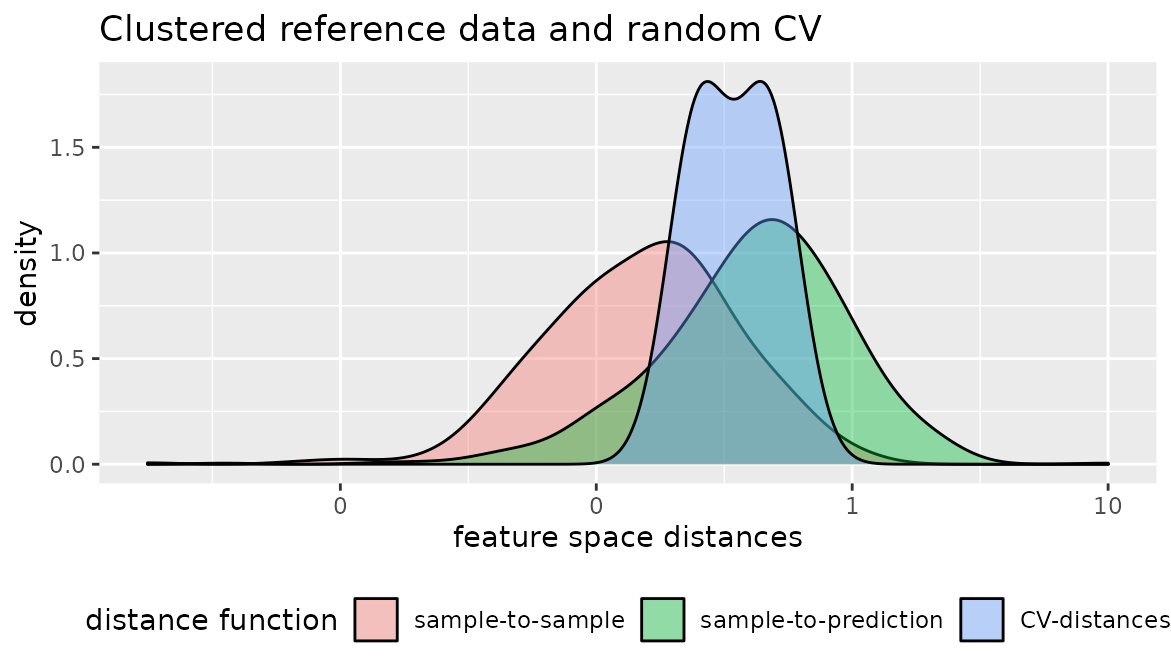 Clustered reference data and random CV
density
1.5
1.0
0.5
0.0
0 0 1 10
feature space distances
distance function sample-to-sample sample-to-prediction CV-distances